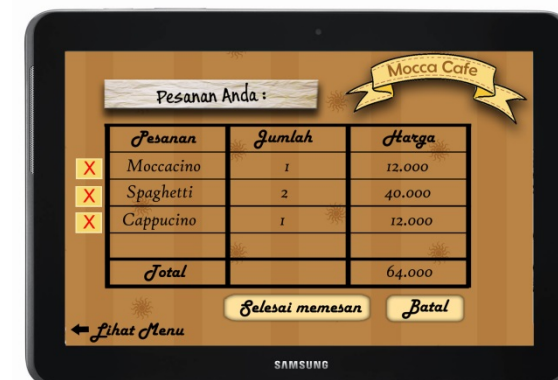 Mocca Cafe
Pesanan Anda :
Pesanan Jumlah Harga
X Moccacino 1 12.000
X Spaghetti 2 40.000
X Cappucino 1 12.000
Total 64.000
Selesai memesan Batal
Lihat Menu
SAMSUNG